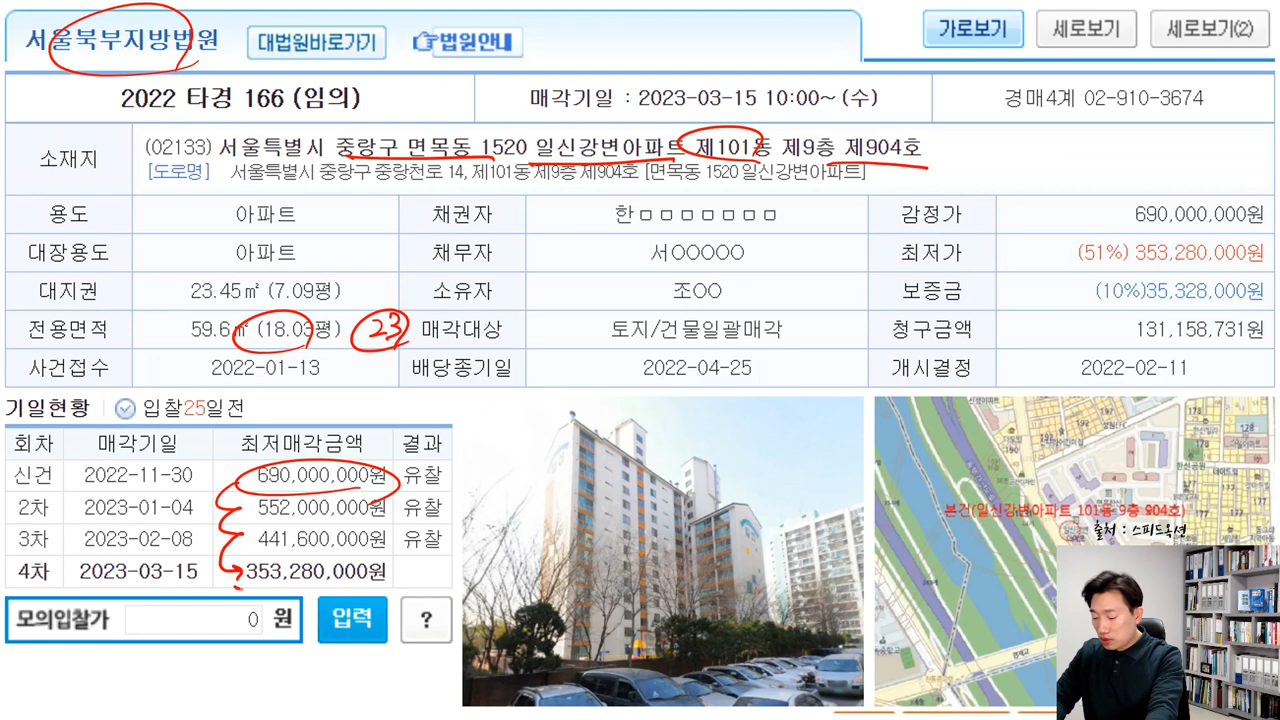 서울북부지방법원 대법원바로가기 법원안내 가로보기 세로보기 세로보기(2)
2022 타경 166 (임의) 매각기일 : 2023-03-15 10:00~ (수) 경매4계 02-910-3674
소재지 (02133) 서울특별시 중랑구 면목동 1520 일신강변아파트 제101동 제9층 제904호
[도로명] 서울특별시 중랑구 중랑천로 14, 제101동 제9층 제904호 [면목동 1520 일신강변아파트]
용도 아파트 채권자 한ㅁㅁㅁㅁㅁㅁㅁ 감정가 690,000,000원
대장용도 아파트 채무자 서OOOOO 최저가 (51%) 353,280,000원
대지권 23.45㎡ (7.09평) 소유자 조OO 보증금 (10%)35,328,000원
전용면적 59.6㎡ (18.03평) 23 매각대상 토지/건물일괄매각 청구금액 131,158,731원
사건접수 2022-01-13 배당종기일 2022-04-25 개시결정 2022-02-11
기일현황 입찰25일전
회차 매각기일 최저매각금액 결과
신건 2022-11-30 690,000,000원 유찰
2차 2023-01-04 552,000,000원 유찰
3차 2023-02-08 441,600,000원 유찰
4차 2023-03-15 353,280,000원
모의입찰가 0 원 입력 ?
본건(일신강변아파트 101동 9층 904호)
출처 : 스피드옥션